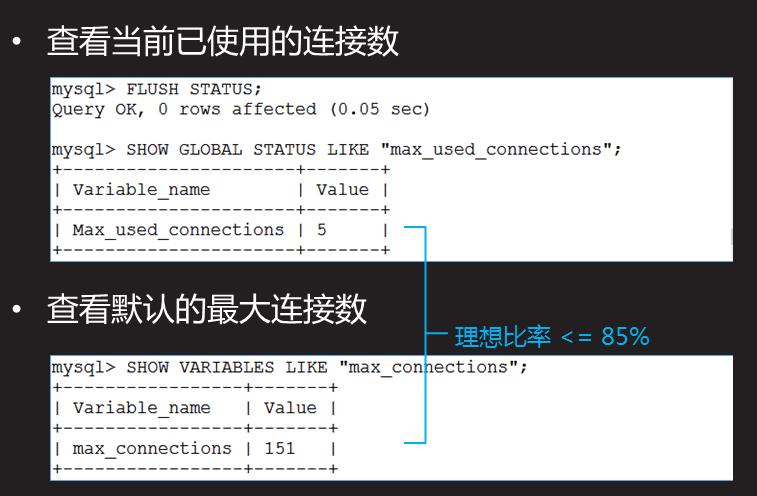 • 查看当前已使用的连接数
mysql> FLUSH STATUS;
Query OK, 0 rows affected (0.05 sec)
mysql> SHOW GLOBAL STATUS LIKE "max_used_connections";
+----------------------+-------+
| Variable_name        | Value |
+----------------------+-------+
| Max_used_connections | 5     |
+----------------------+-------+
• 查看默认的最大连接数
理想比率 <= 85%
mysql> SHOW VARIABLES LIKE "max_connections";
+-----------------+-------+
| Variable_name   | Value |
+-----------------+-------+
| max_connections | 151   |
+-----------------+-------+